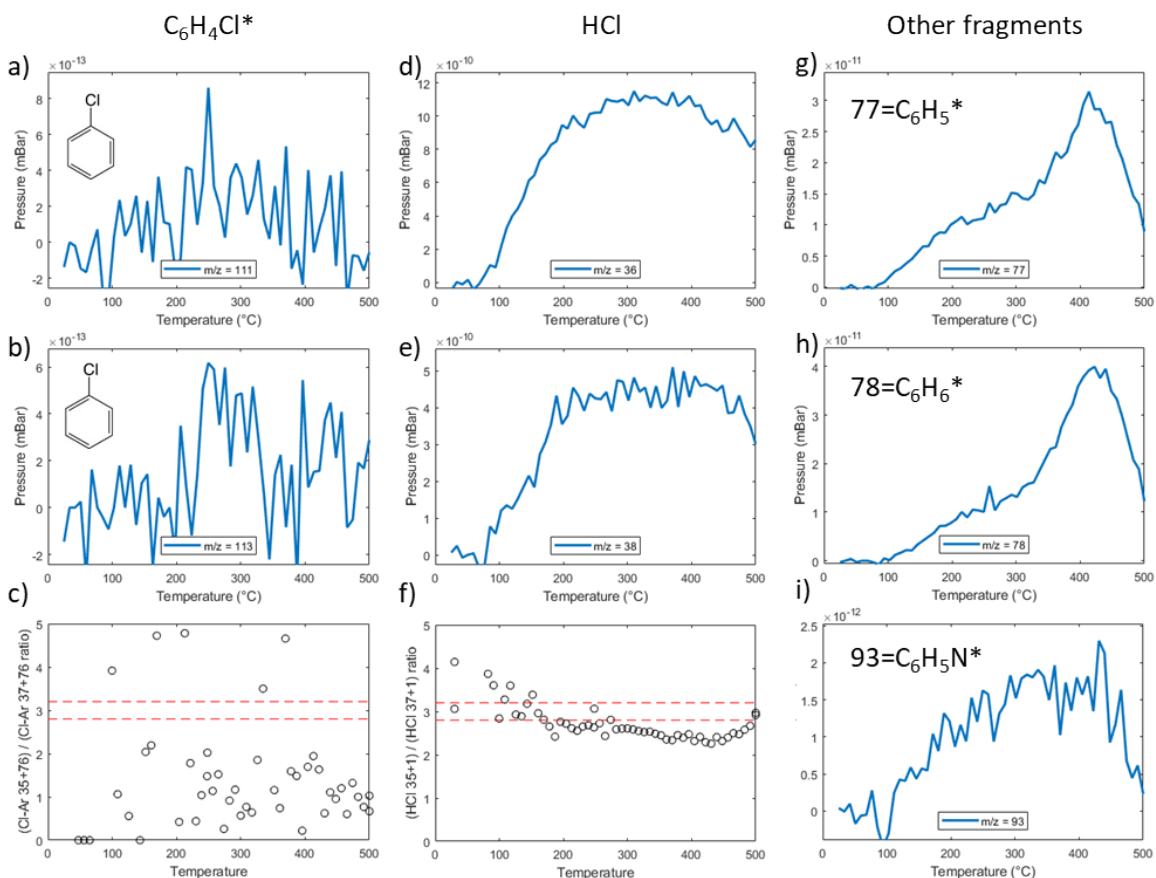 C₆H₄Cl*
HCl
Other fragments
a)
×10⁻¹³
8
6
4
2
0
-2
Pressure (mBar)
Cl
m/z = 111
0
100
200
300
400
500
Temperature (°C)
d)
×10⁻¹⁰
12
10
8
6
4
2
0
Pressure (mBar)
m/z = 36
0
100
200
300
400
500
Temperature (°C)
g)
×10⁻¹¹
3
2.5
2
1.5
1
0.5
0
Pressure (mBar)
77=C₆H₅*
m/z = 77
0
100
200
300
400
500
Temperature (°C)
b)
×10⁻¹³
6
4
2
0
-2
Pressure (mBar)
Cl
m/z = 113
0
100
200
300
400
500
Temperature (°C)
e)
×10⁻¹⁰
5
4
3
2
1
0
Pressure (mBar)
m/z = 38
0
100
200
300
400
500
Temperature (°C)
h)
×10⁻¹¹
4
3
2
1
0
Pressure (mBar)
78=C₆H₆*
m/z = 78
0
100
200
300
400
500
Temperature (°C)
c)
5
4
3
2
1
0
(Cl-Ar 35+76) / (Cl-Ar 37+76 ratio
0
100
200
300
400
500
Temperature
f)
5
4
3
2
1
0
(HCl 35+1) / (HCl 37+1) ratio
0
100
200
300
400
500
Temperature
i)
×10⁻¹²
2.5
2
1.5
1
0.5
0
Pressure (mBar)
93=C₆H₅N*
m/z = 93
0
100
200
300
400
500
Temperature (°C)